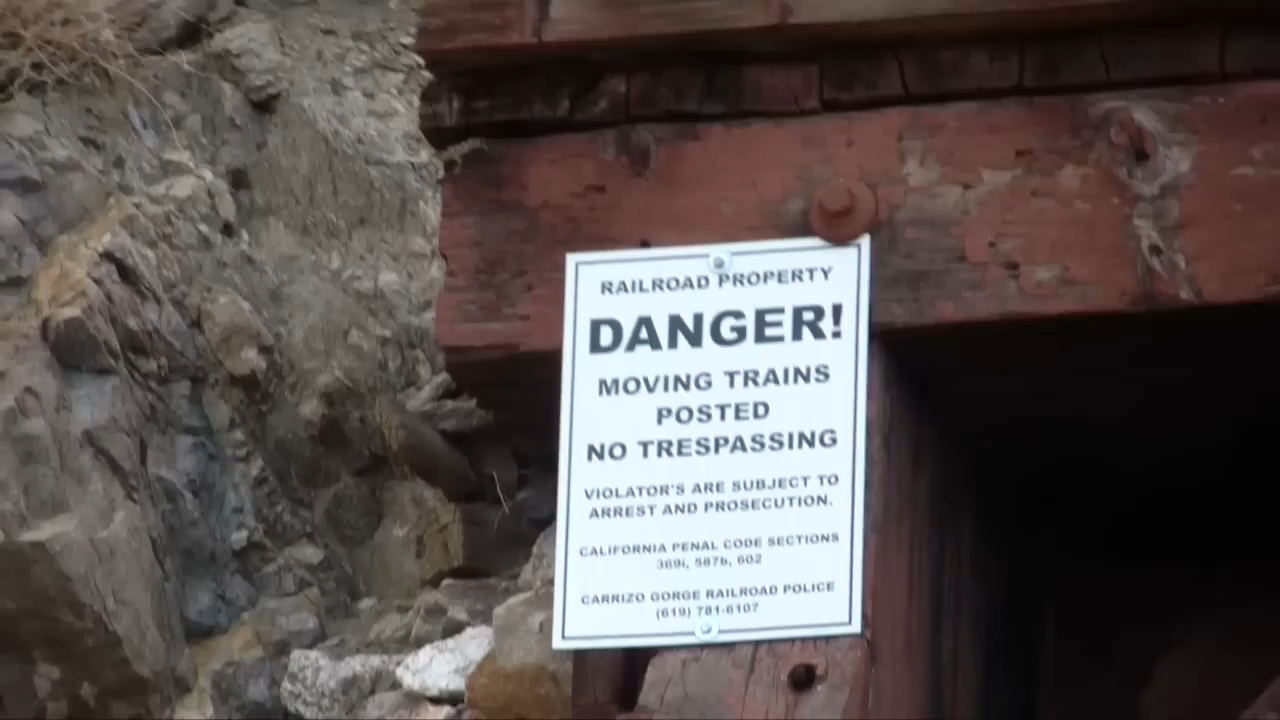 RAILROAD PROPERTY
DANGER!
MOVING TRAINS
POSTED
NO TRESPASSING
VIOLATOR'S ARE SUBJECT TO
ARREST AND PROSECUTION.
CALIFORNIA PENAL CODE SECTIONS
369i, 587b, 602
CARRIZO GORGE RAILROAD POLICE
(619) 781-6107